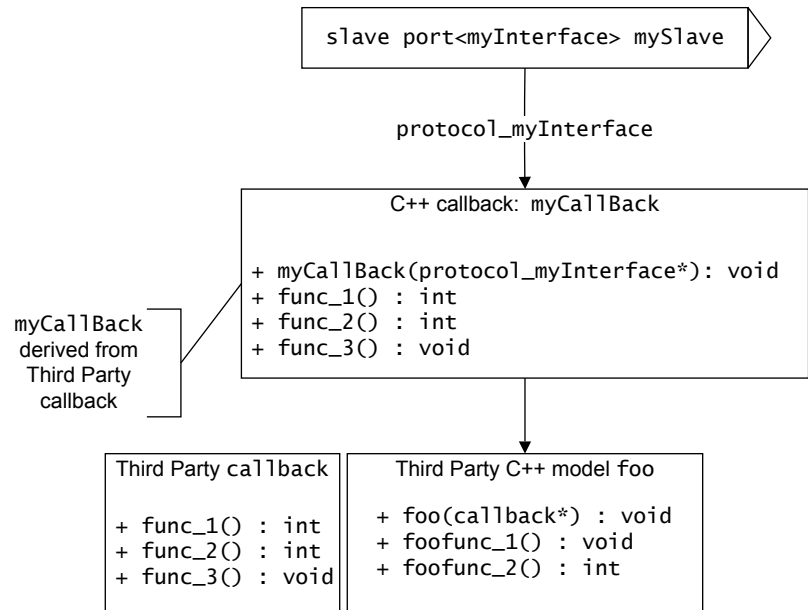 slave port<myInterface> mySlave
protocol_myInterface
C++ callback: myCallBack
+ myCallBack(protocol_myInterface*): void
+ func_1() : int
+ func_2() : int
+ func_3() : void
myCallBack
derived from
Third Party
callback
Third Party callback
+ func_1() : int
+ func_2() : int
+ func_3() : void
Third Party C++ model foo
+ foo(callback*) : void
+ foofunc_1() : void
+ foofunc_2() : int